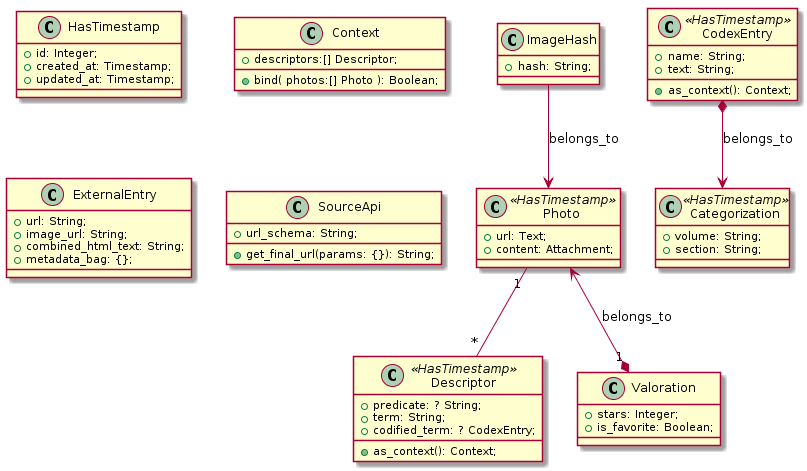 C HasTimestamp
id: Integer;
created_at: Timestamp;
updated_at: Timestamp;
C Context
descriptors:[] Descriptor;
bind( photos:[] Photo ): Boolean;
C ImageHash
hash: String;
C «HasTimestamp»
CodexEntry
name: String;
text: String;
as_context(): Context;
belongs_to
belongs_to
C ExternalEntry
url: String;
image_url: String;
combined_html_text: String;
metadata_bag: {};
C SourceApi
url_schema: String;
get_final_url(params: {}): String;
C «HasTimestamp»
Photo
url: Text;
content: Attachment;
C «HasTimestamp»
Categorization
volume: String;
section: String;
1
*
belongs_to
1
C «HasTimestamp»
Descriptor
predicate: ? String;
term: String;
codified_term: ? CodexEntry;
as_context(): Context;
C Valoration
stars: Integer;
is_favorite: Boolean;